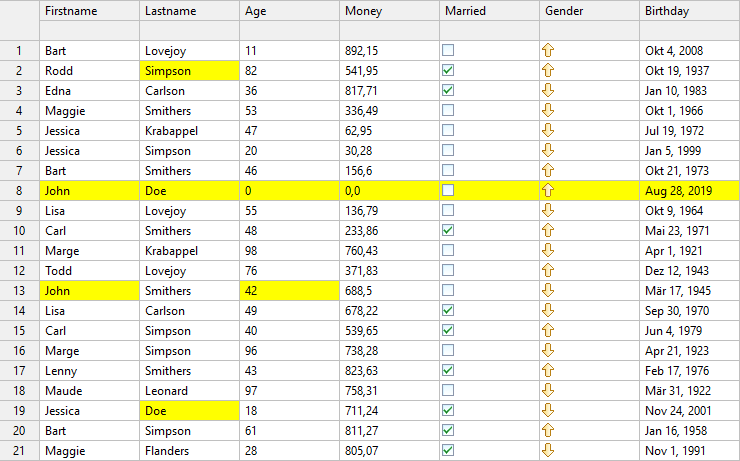 Firstname Lastname Age Money Married Gender Birthday
1 Bart Lovejoy 11 892,15 Okt 4, 2008
2 Rodd Simpson 82 541,95 Okt 19, 1937
3 Edna Carlson 36 817,71 Jan 10, 1983
4 Maggie Smithers 53 336,49 Okt 1, 1966
5 Jessica Krabappel 47 62,95 Jul 19, 1972
6 Jessica Simpson 20 30,28 Jan 5, 1999
7 Bart Smithers 46 156,6 Okt 21, 1973
8 John Doe 0 0,0 Aug 28, 2019
9 Lisa Lovejoy 55 136,79 Okt 9, 1964
10 Carl Smithers 48 233,86 Mai 23, 1971
11 Marge Krabappel 98 760,43 Apr 1, 1921
12 Todd Lovejoy 76 371,83 Dez 12, 1943
13 John Smithers 42 688,5 Mär 17, 1945
14 Lisa Carlson 49 678,22 Sep 30, 1970
15 Carl Simpson 40 539,65 Jun 4, 1979
16 Marge Simpson 96 738,28 Apr 21, 1923
17 Lenny Smithers 43 823,63 Feb 17, 1976
18 Maude Leonard 97 758,31 Mär 31, 1922
19 Jessica Doe 18 711,24 Nov 24, 2001
20 Bart Simpson 61 811,27 Jan 16, 1958
21 Maggie Flanders 28 805,07 Nov 1, 1991